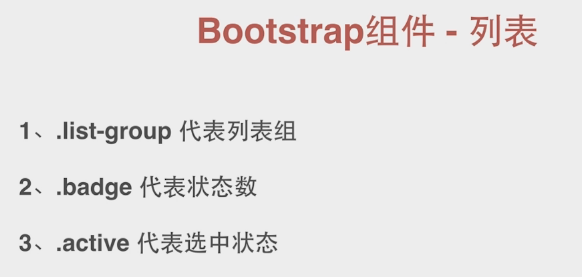 Bootstrap组件 - 列表
1、.list-group 代表列表组
2、.badge 代表状态数
3、.active 代表选中状态